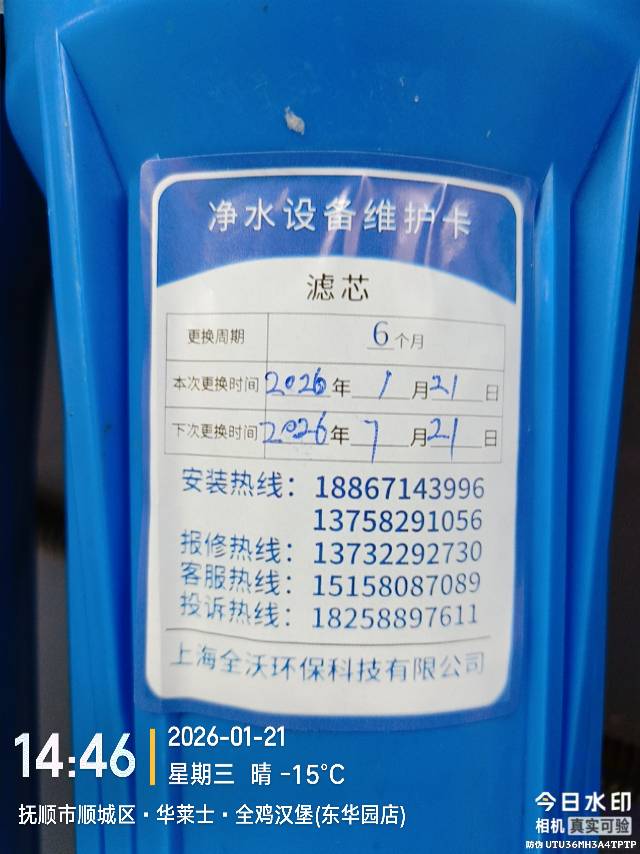 净水设备维护卡
滤芯
更换周期 6个月
本次更换时间 2026年1月21日
下次更换时间 2026年7月21日
安装热线：18867143996
13758291056
报修热线：13732292730
客服热线：15158087089
投诉热线：18258897611
上海全沃环保科技有限公司
14:46 2026-01-21
星期三 晴 -15℃
抚顺市顺城区·华莱士·全鸡汉堡(东华园店)
今日水印
相机 真实可验
防伪 UTU36MH3A4TPTP